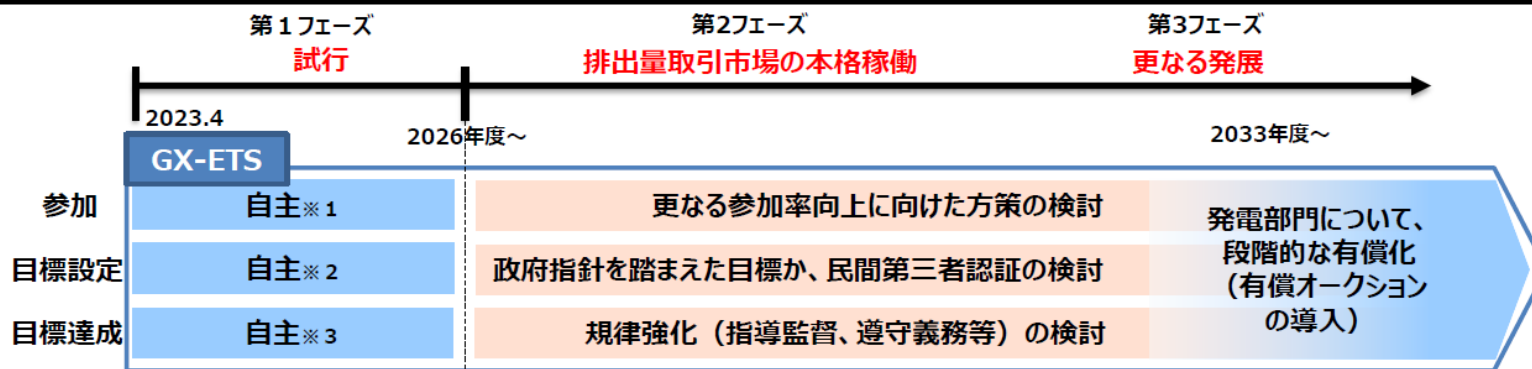 第1フェーズ
試行
第2フェーズ
排出量取引市場の本格稼働
第3フェーズ
更なる発展
2023.4
2026年度～
2033年度～
GX-ETS
参加
自主※1
更なる参加率向上に向けた方策の検討
目標設定
自主※2
政府指針を踏まえた目標か、民間第三者認証の検討
目標達成
自主※3
規律強化（指導監督、遵守義務等）の検討
発電部門について、
段階的な有償化
（有償オークション
の導入）